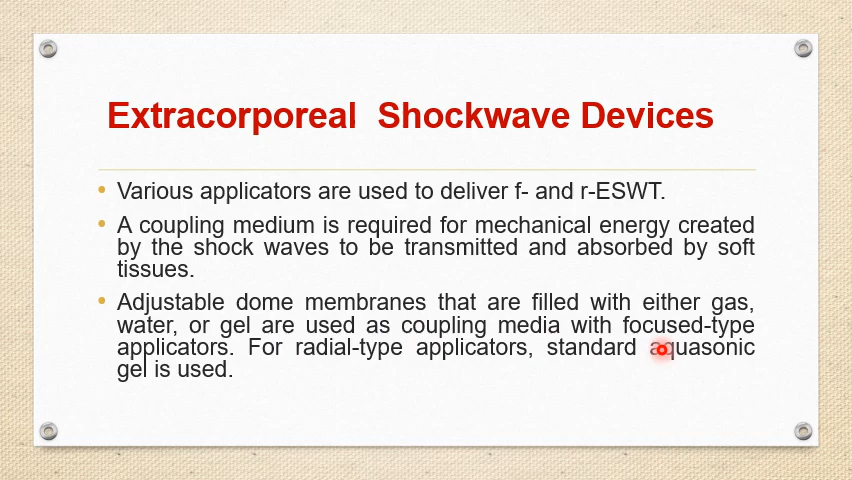 Extracorporeal Shockwave Devices
• Various applicators are used to deliver f- and r-ESWT.
• A coupling medium is required for mechanical energy created
by the shock waves to be transmitted and absorbed by soft
tissues.
• Adjustable dome membranes that are filled with either gas,
water, or gel are used as coupling media with focused-type
applicators. For radial-type applicators, standard aquasonic
gel is used.